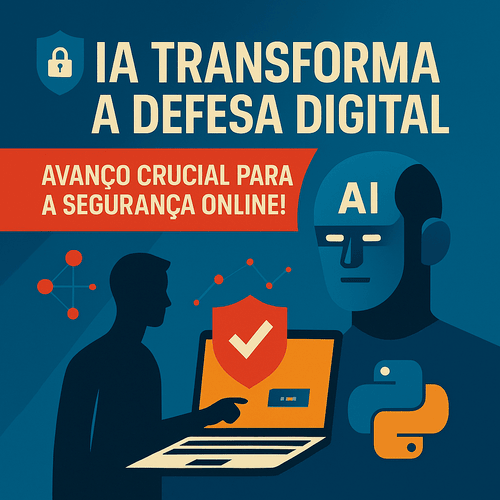 IA TRANSFORMA
A DEFESA DIGITAL
AVANÇO CRUCIAL PARA
A SEGURANÇA ONLINE!
AI